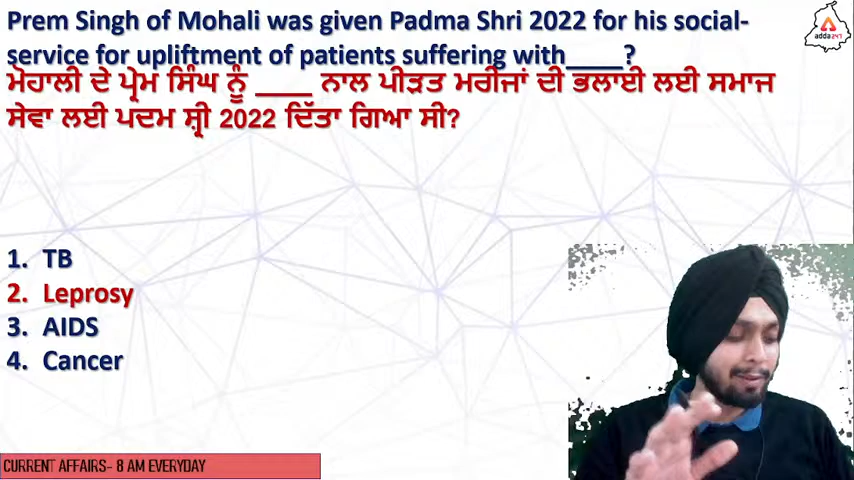 Prem Singh of Mohali was given Padma Shri 2022 for his social-
service for upliftment of patients suffering with____?
ਮੋਹਾਲੀ ਦੇ ਪ੍ਰੇਮ ਸਿੰਘ ਨੂੰ ____ ਨਾਲ ਪੀੜਤ ਮਰੀਜਾਂ ਦੀ ਭਲਾਈ ਲਈ ਸਮਾਜ
ਸੇਵਾ ਲਈ ਪਦਮ ਸ਼੍ਰੀ 2022 ਦਿੱਤਾ ਗਿਆ ਸੀ?
adda247
1. TB
2. Leprosy
3. AIDS
4. Cancer
CURRENT AFFAIRS- 8 AM EVERYDAY